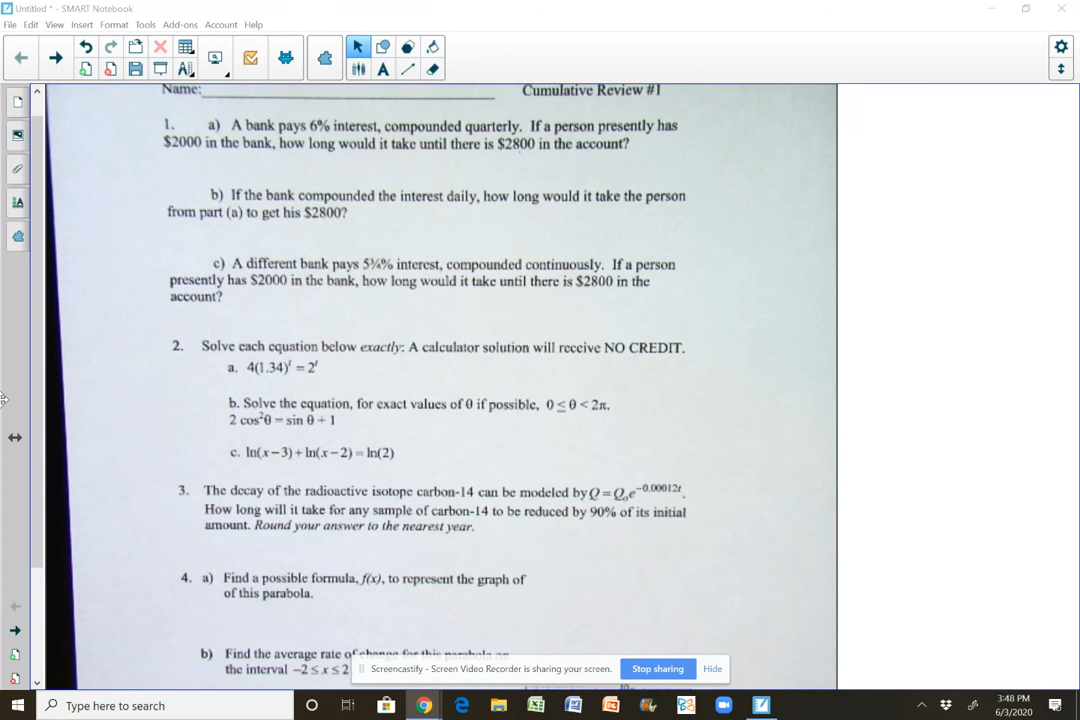 Untitled * - SMART Notebook
File Edit View Insert Format Tools Add-ons Account Help
Name:
Cumulative Review #1
1. a) A bank pays 6% interest, compounded quarterly. If a person presently has
$2000 in the bank, how long would it take until there is $2800 in the account?
b) If the bank compounded the interest daily, how long would it take the person
from part (a) to get his $2800?
c) A different bank pays 5¾% interest, compounded continuously. If a person
presently has $2000 in the bank, how long would it take until there is $2800 in the
account?
2. Solve each equation below exactly: A calculator solution will receive NO CREDIT.
a. 4(1.34)ᵗ = 2ᵗ
b. Solve the equation, for exact values of θ if possible, 0 ≤ θ < 2π.
2 cos²θ = sin θ + 1
c. ln(x−3) + ln(x−2) = ln(2)
3. The decay of the radioactive isotope carbon-14 can be modeled by Q = Q₀e^−0.00012t.
How long will it take for any sample of carbon-14 to be reduced by 90% of its initial
amount. Round your answer to the nearest year.
4. a) Find a possible formula, f(x), to represent the graph of
of this parabola.
b) Find the average rate of change for this parabola on
the interval −2 ≤ x ≤ 2
Screencastify - Screen Video Recorder is sharing your screen.
Stop sharing
Hide
Type here to search
3:48 PM
6/3/2020